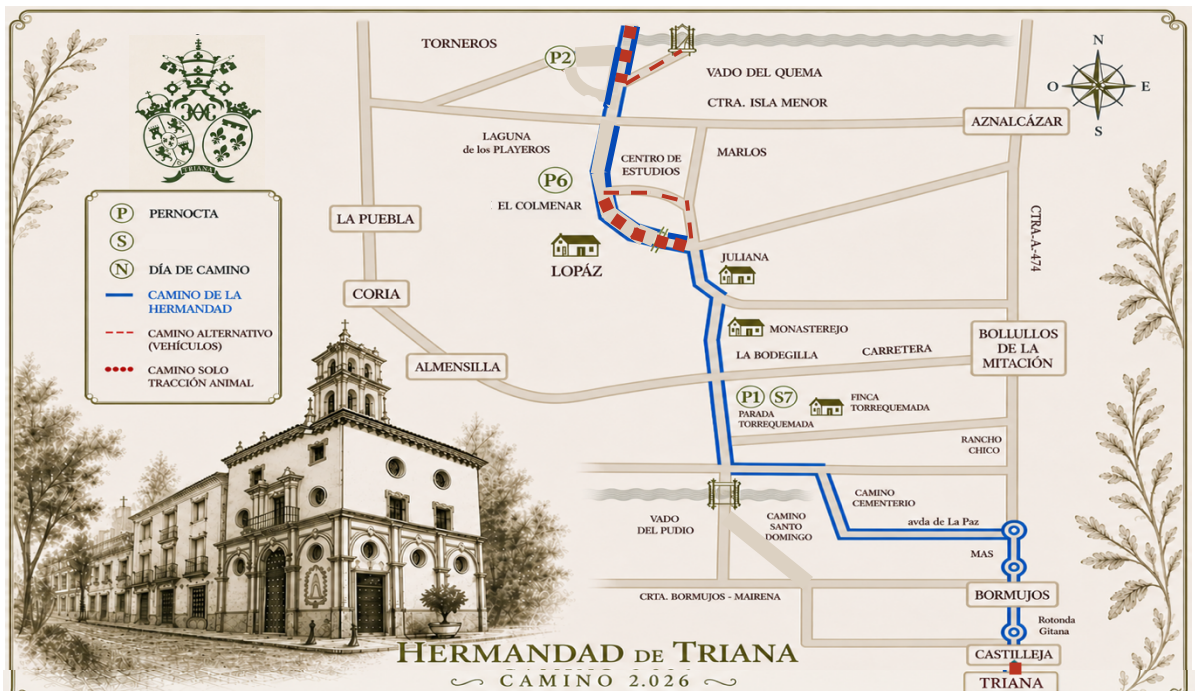 TORNEROS
P2
VADO DEL QUEMA
CTRA. ISLA MENOR
N
O
E
S
AZNALCÁZAR
LAGUNA
de los PLAYEROS
CENTRO DE
ESTUDIOS
MARLOS
TRIANA
P6
EL COLMENAR
P PERNOCTA
S
N DÍA DE CAMINO
CAMINO DE LA
HERMANDAD
CAMINO ALTERNATIVO
(VEHÍCULOS)
CAMINO SOLO
TRACCIÓN ANIMAL
LA PUEBLA
CTRA-A-474
LOPÁZ
JULIANA
CORIA
MONASTEREJO
BOLLULLOS
DE LA
MITACIÓN
LA BODEGILLA
CARRETERA
ALMENSILLA
P1 S7
PARADA
TORREQUEMADA
FINCA
TORREQUEMADA
RANCHO
CHICO
CAMINO
CEMENTERIO
VADO
DEL PUDIO
CAMINO
SANTO
DOMINGO
avda de La Paz
MAS
CRTA. BORMUJOS - MAIRENA
BORMUJOS
Rotonda
Gitana
HERMANDAD DE TRIANA
CASTILLEJA
CAMINO 2.026
TRIANA